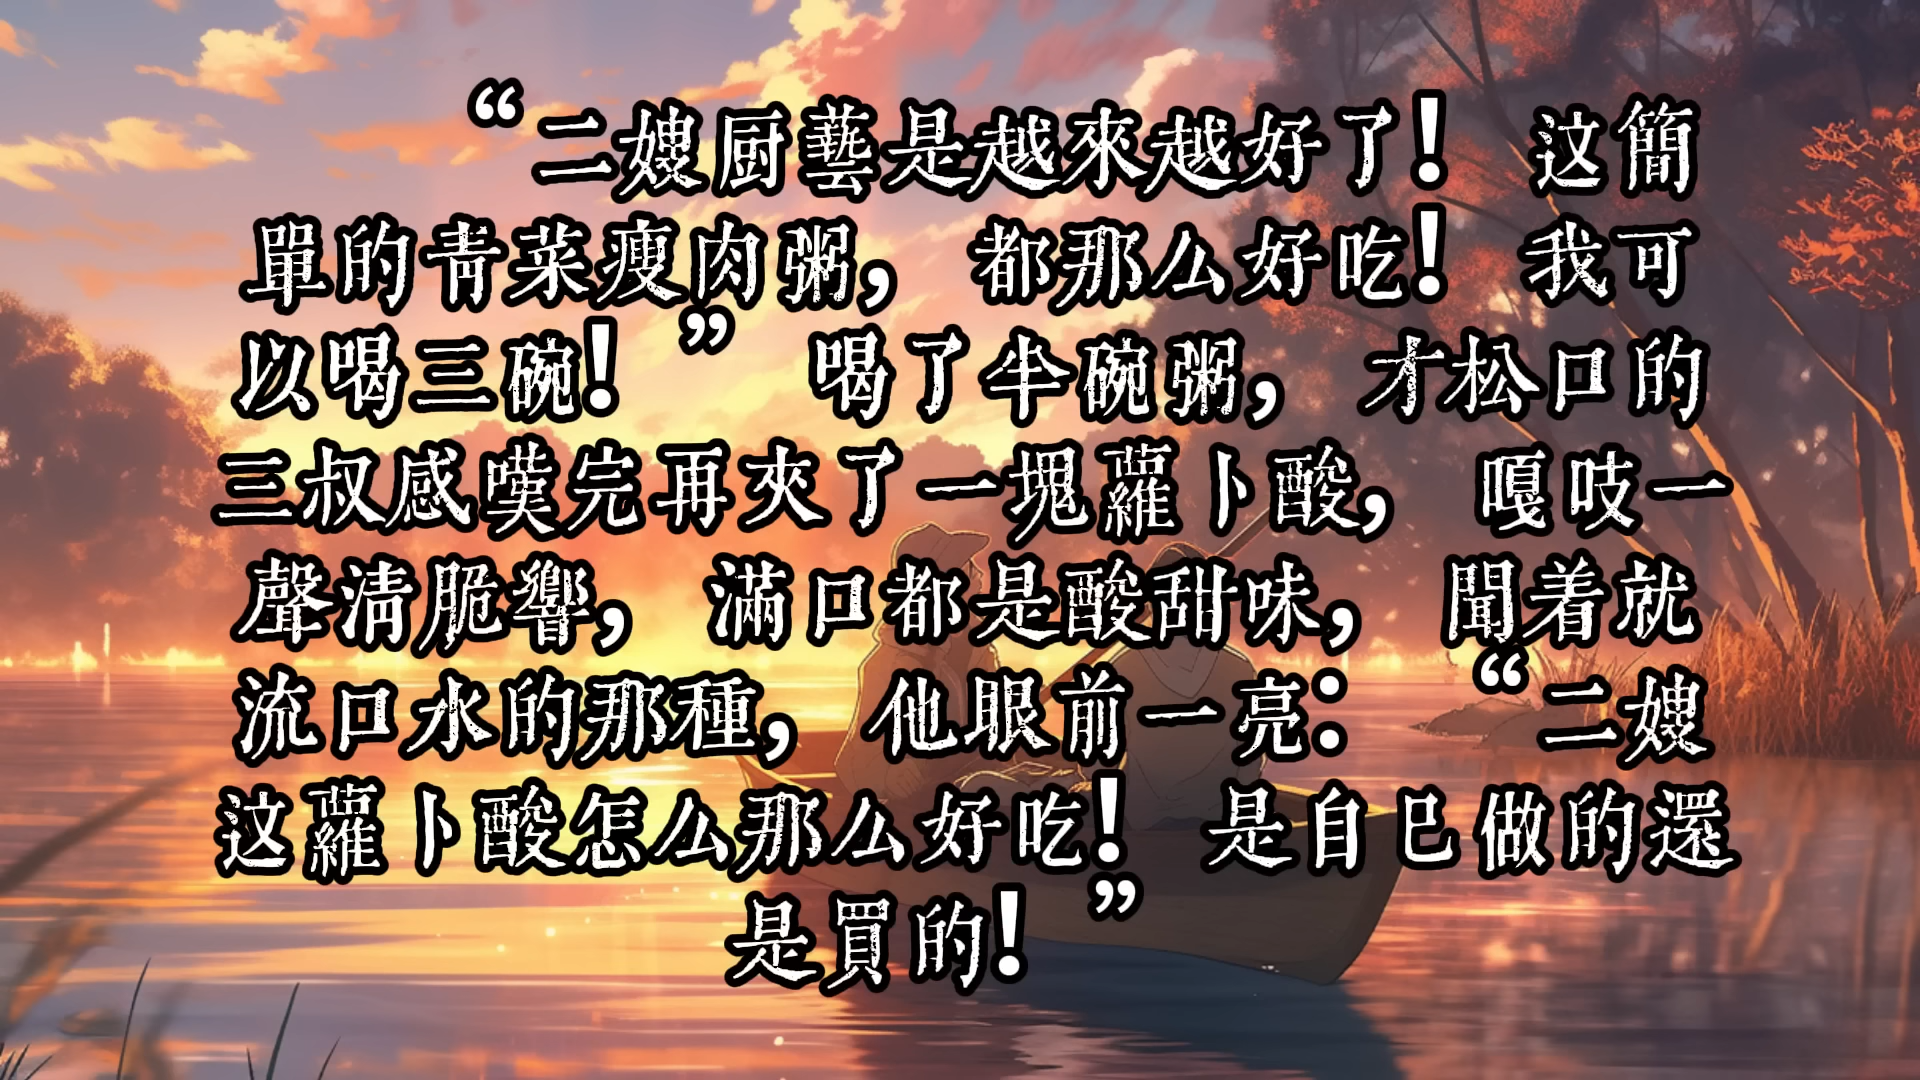 “二嫂厨藝是越來越好了！这簡
單的青菜瘦肉粥，都那么好吃！我可
以喝三碗！”喝了半碗粥，才松口的
三叔感嘆完再夾了一塊蘿卜酸，嘎吱一
聲清脆響，滿口都是酸甜味，聞着就
流口水的那種，他眼前一亮：“二嫂
这蘿卜酸怎么那么好吃！是自已做的還
是買的！”